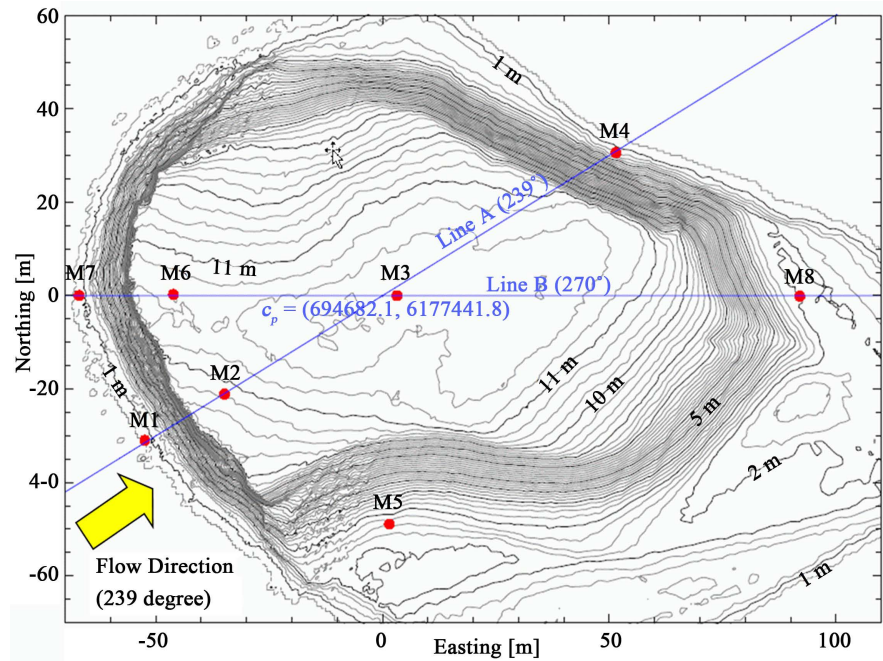 60
40
20
0
-20
4-0
-60
Northing [m]
1 m
M4
Line A (239°)
M7
M6
11 m
M3
Line B (270°)
M8
cp = (694682.1, 6177441.8)
M2
1 m
M1
11 m
10 m
5 m
2 m
M5
1 m
Flow Direction
(239 degree)
-50
0
50
100
Easting [m]